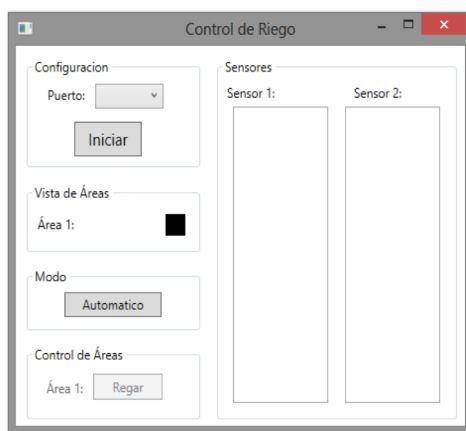 Control de Riego
Configuracion
Puerto:
Iniciar
Vista de Áreas
Área 1:
Modo
Automatico
Control de Áreas
Área 1:
Regar
Sensores
Sensor 1:
Sensor 2: